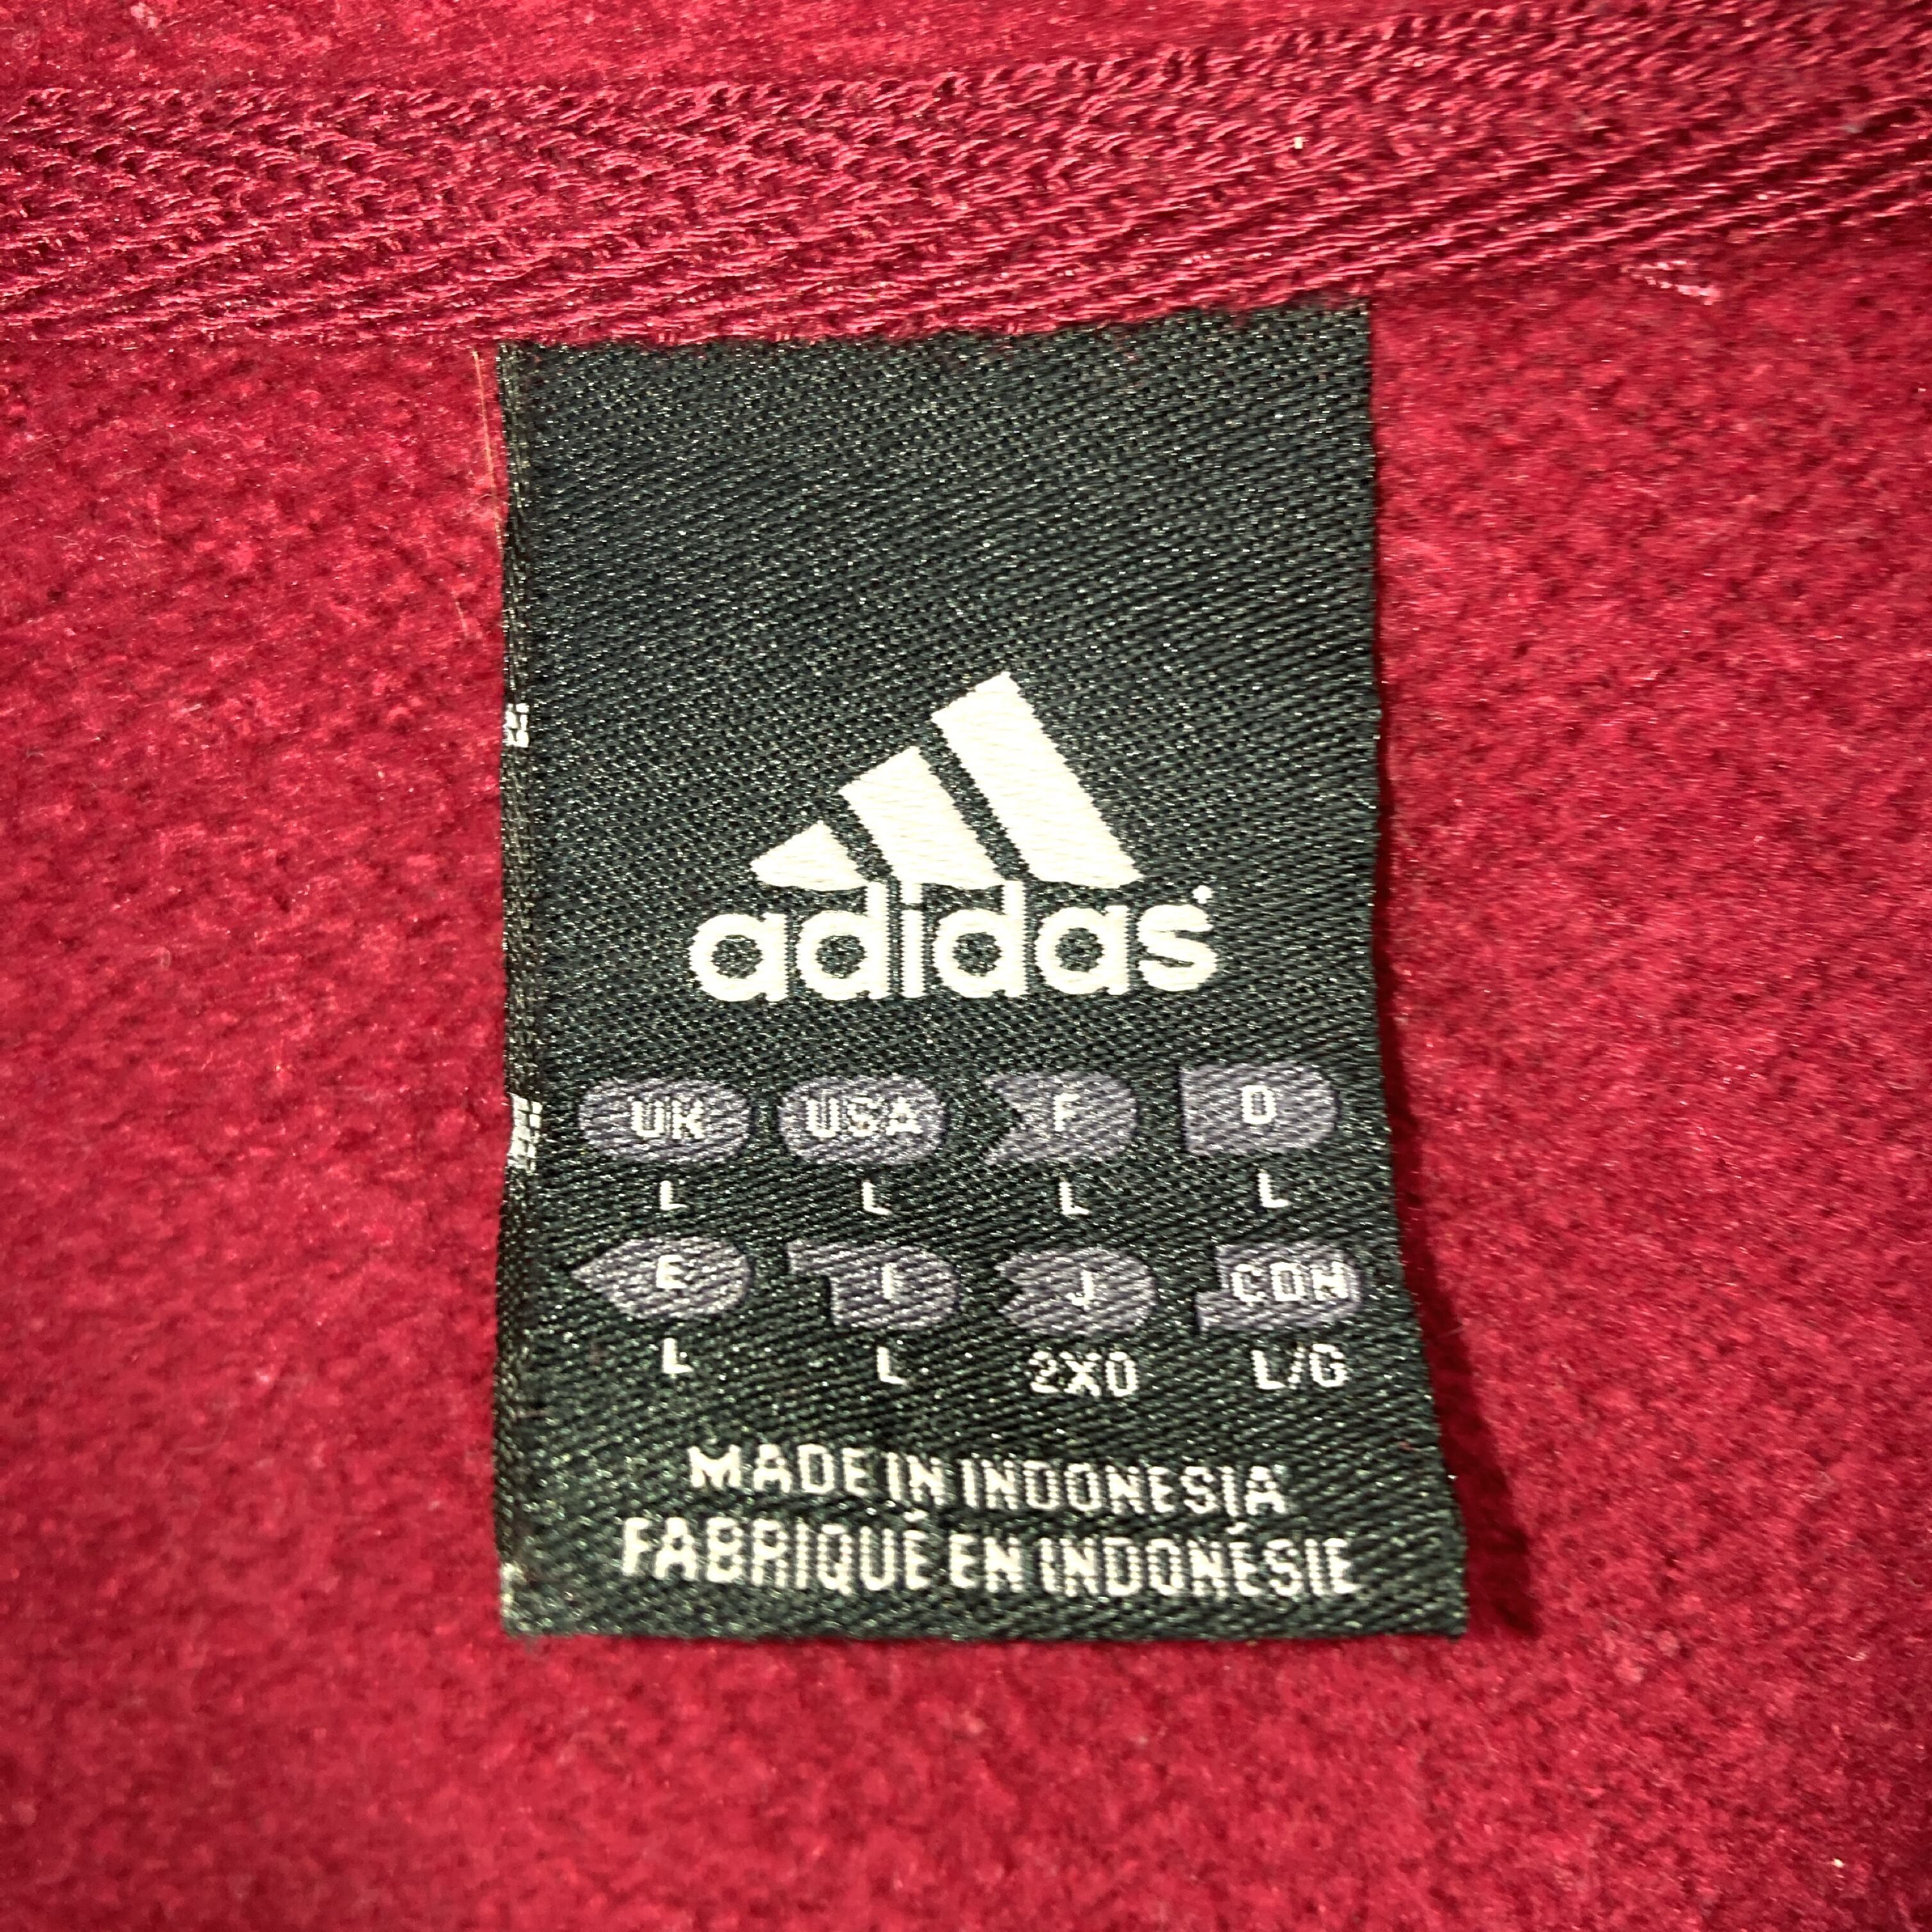 adidas
UK USA F D
L L L L
E I J CDN
L L 2XO L/G
MADE IN INDONESIA
FABRIQUÉ EN INDONÉSIE